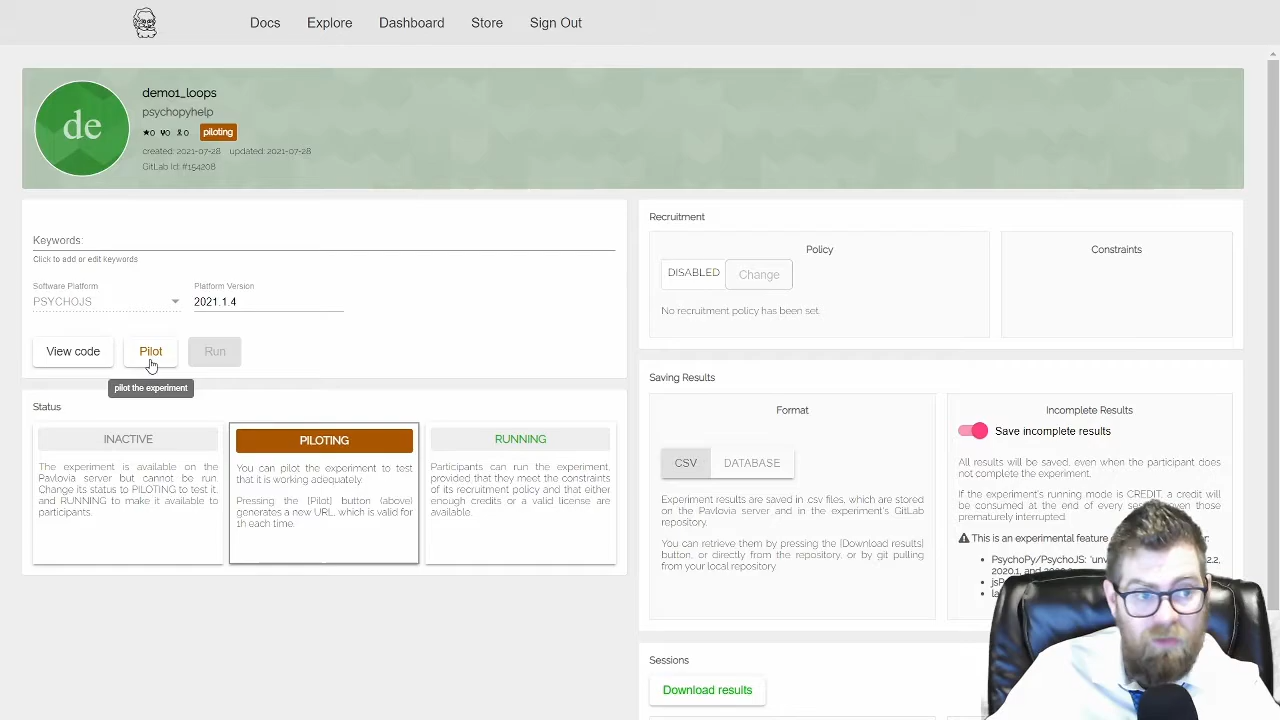 Docs Explore Dashboard Store Sign Out
de
demo1_loops
psychopyhelp
★0 0 0 piloting
created: 2021-07-28 updated: 2021-07-28
GitLab Id: #154208
Keywords:
Click to add or edit keywords
Software Platform
PSYCHOJS
Platform Version
2021.1.4
View code Pilot Run
pilot the experiment
Status
INACTIVE
The experiment is available on the
Pavlovia server but cannot be run.
Change its status to PILOTING to test it,
and RUNNING to make it available to
participants.
PILOTING
You can pilot the experiment to test
that it is working adequately.
Pressing the [Pilot] button (above)
generates a new URL, which is valid for
1h each time.
RUNNING
Participants can run the experiment,
provided that they meet the constraints
of its recruitment policy and that either
enough credits or a valid license are
available.
Recruitment
Policy
DISABLED Change
No recruitment policy has been set.
Constraints
Saving Results
Format
CSV DATABASE
Experiment results are saved in .csv files, which are stored
on the Pavlovia server and in the experiment's GitLab
repository.
You can retrieve them by pressing the [Download results]
button, or directly from the repository, or by git pulling
from your local repository.
Incomplete Results
Save incomplete results
All results will be saved, even when the participant does
not complete the experiment.
If the experiment's running mode is CREDIT, a credit will
be consumed at the end of every those
prematurely interrupted.
This is an experimental feature
PsychoPy/PsychoJS:
2020.1, and
Sessions
Download results